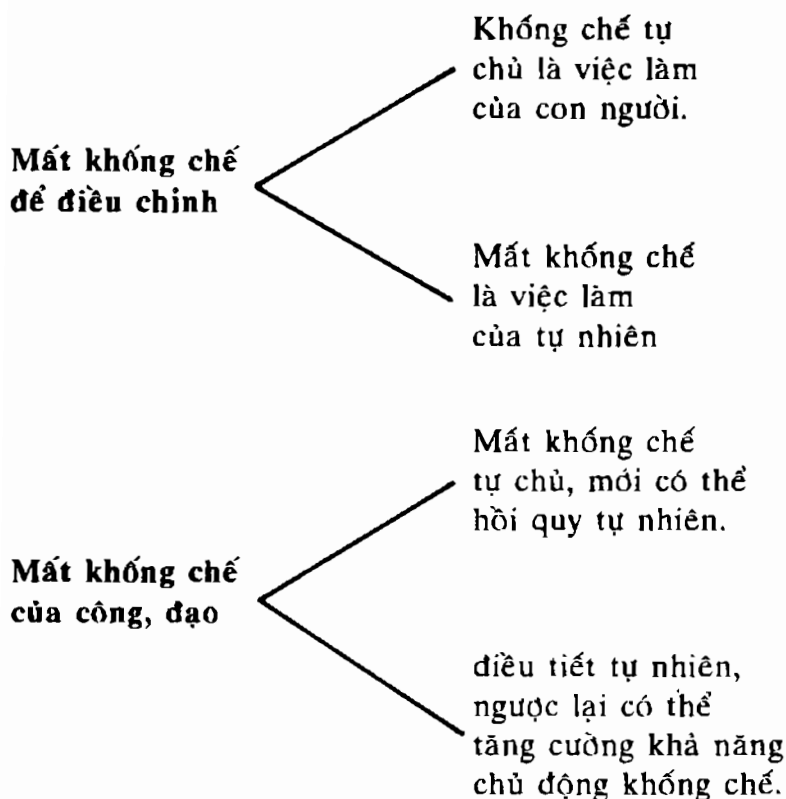 Khống chế tự
chủ là việc làm
của con người.
Mất khống chế
để điều chỉnh
Mất khống chế
là việc làm
của tự nhiên
Mất khống chế
tự chủ, mới có thể
hồi quy tự nhiên.
Mất khống chế
của công, đạo
điều tiết tự nhiên,
ngược lại có thể
tăng cường khả năng
chủ động khống chế.